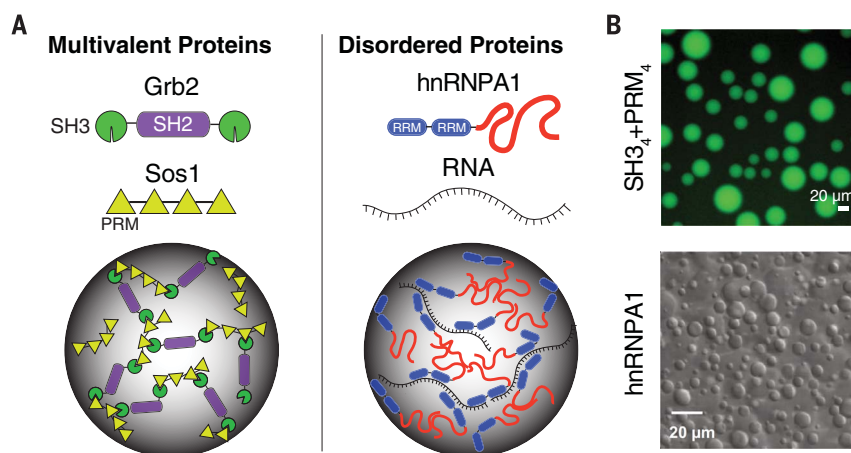 A
Multivalent Proteins
Grb2
SH3
SH2
Sos1
PRM
Disordered Proteins
hnRNPA1
RRM RRM
RNA
B
SH3₄+PRM₄
20 µm
hnRNPA1
20 µm